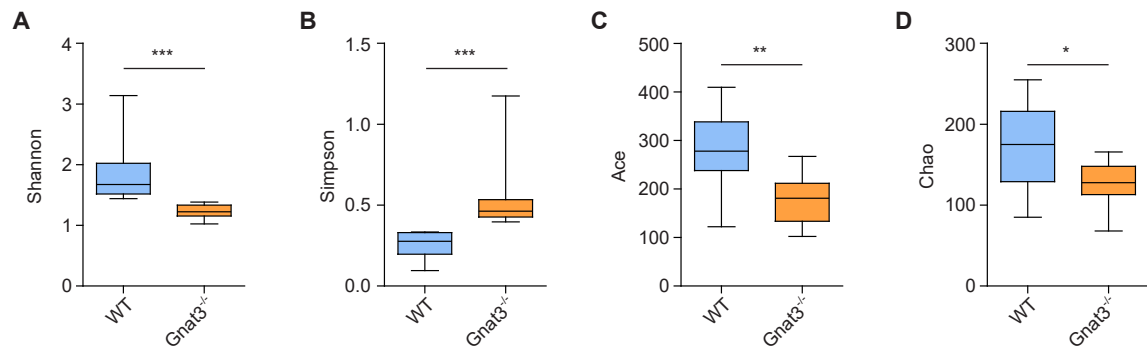 A
Shannon
4
3
2
1
0
***
WT
Gnat3-/-
B
Simpson
1.5
1.0
0.5
0.0
***
WT
Gnat3-/-
C
Ace
500
400
300
200
100
0
**
WT
Gnat3-/-
D
Chao
300
200
100
0
*
WT
Gnat3-/-